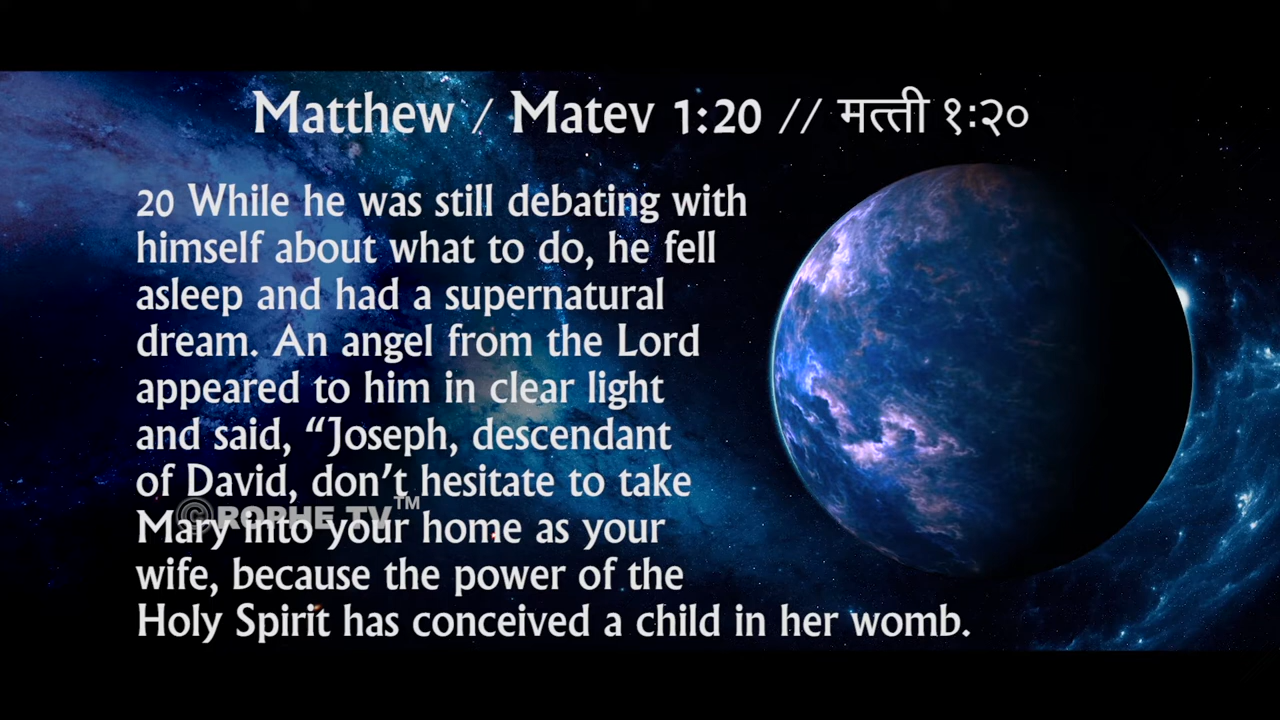 Matthew / Matev 1:20 // मत्ती १:२०
20 While he was still debating with
himself about what to do, he fell
asleep and had a supernatural
dream. An angel from the Lord
appeared to him in clear light
and said, “Joseph, descendant
of David, don’t hesitate to take
©ROPHE TV™
Mary into your home as your
wife, because the power of the
Holy Spirit has conceived a child in her womb.